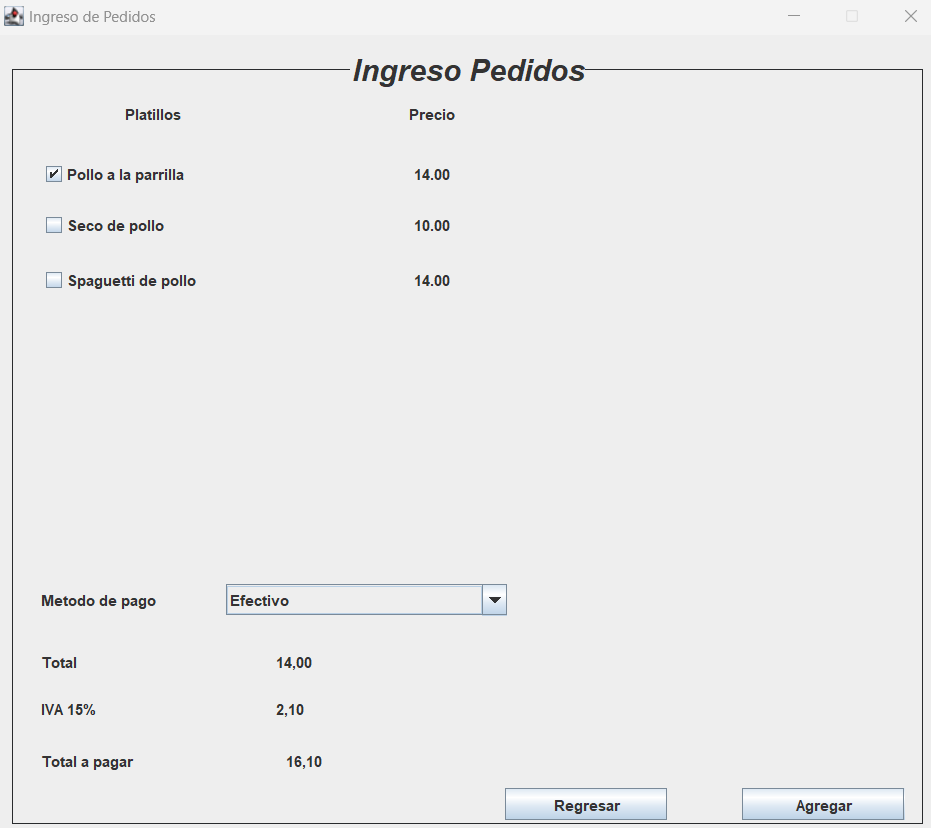 Ingreso de Pedidos
Ingreso Pedidos
Platillos Precio
Pollo a la parrilla 14.00
Seco de pollo 10.00
Spaguetti de pollo 14.00
Metodo de pago Efectivo
Total 14,00
IVA 15% 2,10
Total a pagar 16,10
Regresar Agregar